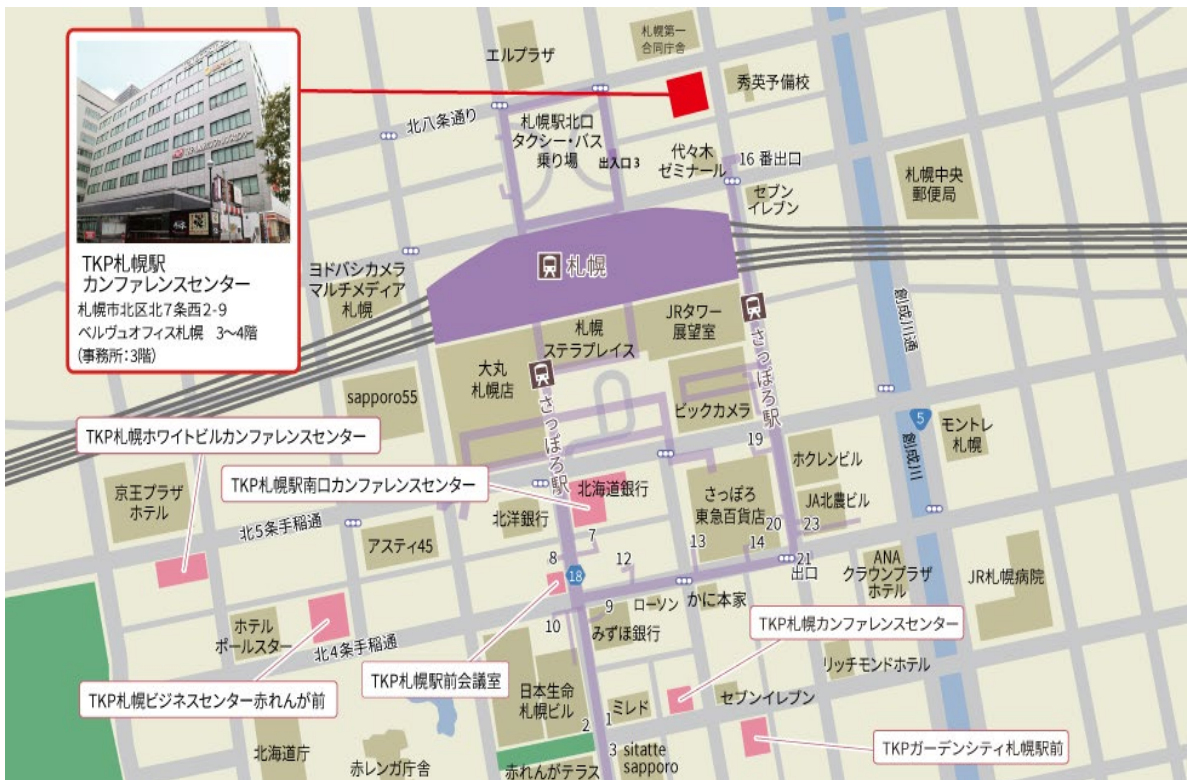 エルプラザ
札幌第一
合同庁舎
秀英予備校
北八条通り
札幌駅北口
タクシー・バス
乗り場
出入口 3
代々木
ゼミナール
16 番出口
セブン
イレブン
札幌中央
郵便局
TKP札幌駅
カンファレンスセンター
札幌市北区北7条西2-9
ベルヴュオフィス札幌 3〜4階
(事務所:3階)
ヨドバシカメラ
マルチメディア
札幌
札幌
JRタワー
展望室
札幌
ステラプレイス
大丸
札幌店
さっぽろ駅
さっぽろ駅
創成川通
sapporo55
ビックカメラ
5
創成川
モントレ
札幌
TKP札幌ホワイトビルカンファレンスセンター
19
ホクレンビル
TKP札幌駅南口カンファレンスセンター
北海道銀行
京王プラザ
ホテル
さっぽろ
東急百貨店
JA北農ビル
北5条手稲通
北洋銀行
アスティ45
7
8
12
13
14
20
23
21
出口
18
ANA
クラウンプラザ
ホテル
JR札幌病院
9
ローソン
かに本家
10
みずほ銀行
TKP札幌カンファレンスセンター
ホテル
ポールスター
北4条手稲通
TKP札幌駅前会議室
リッチモンドホテル
TKP札幌ビジネスセンター赤れんが前
日本生命
札幌ビル
2
1
ミレド
セブンイレブン
TKPガーデンシティ札幌駅前
北海道庁
赤レンガ庁舎
赤れんがテラス
3
sitatte
sapporo